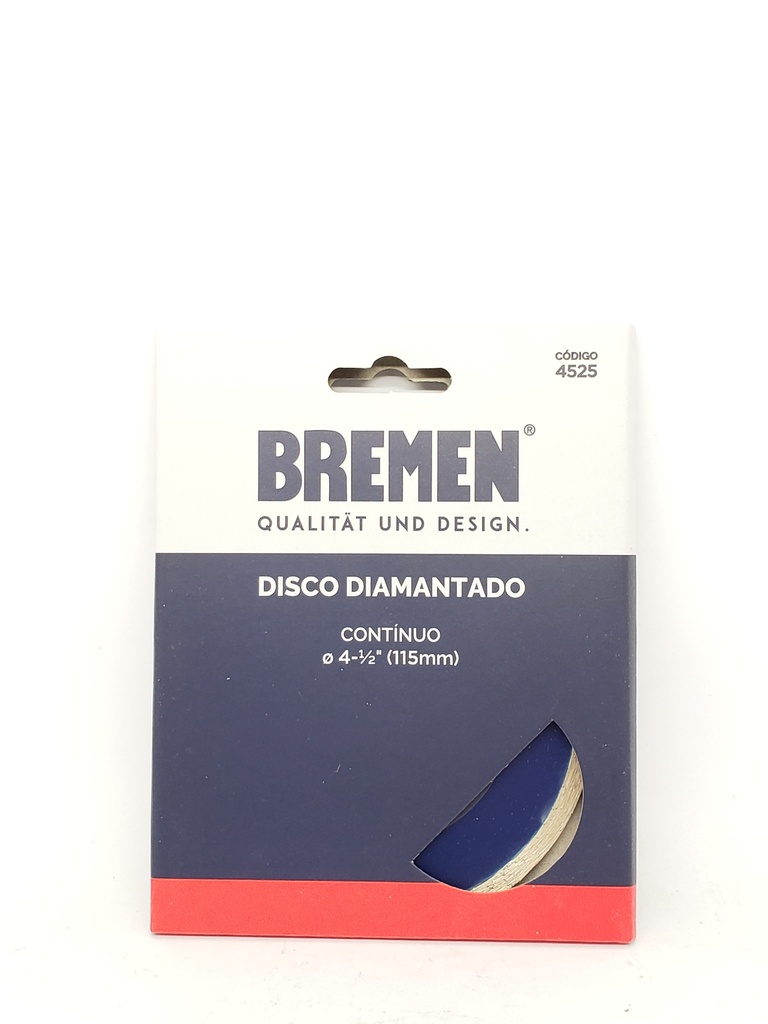 CÓDIGO
4525
BREMEN®
QUALITÄT UND DESIGN.
DISCO DIAMANTADO
CONTÍNUO
ø 4-½" (115mm)